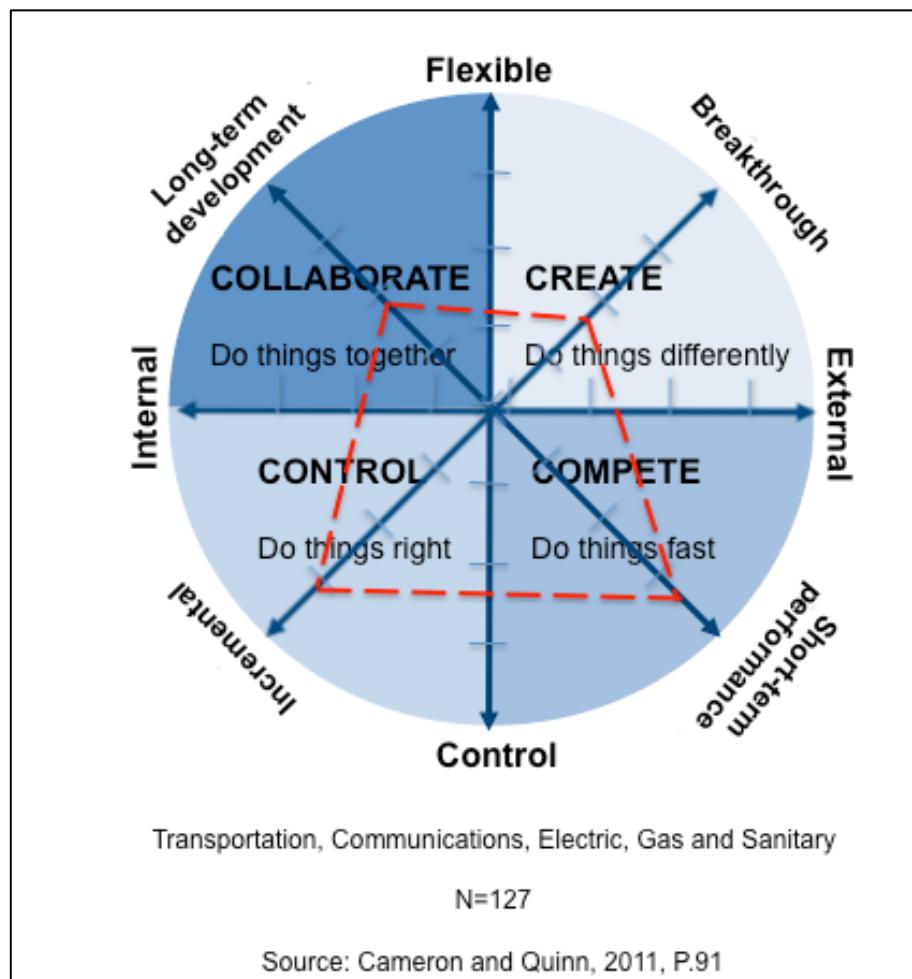 Flexible
Long-term
development
Breakthrough
COLLABORATE
CREATE
Do things together
Do things differently
Internal
External
CONTROL
COMPETE
Do things right
Do things fast
Incremental
Short-term
performance
Control
Transportation, Communications, Electric, Gas and Sanitary
N=127
Source: Cameron and Quinn, 2011, P.91